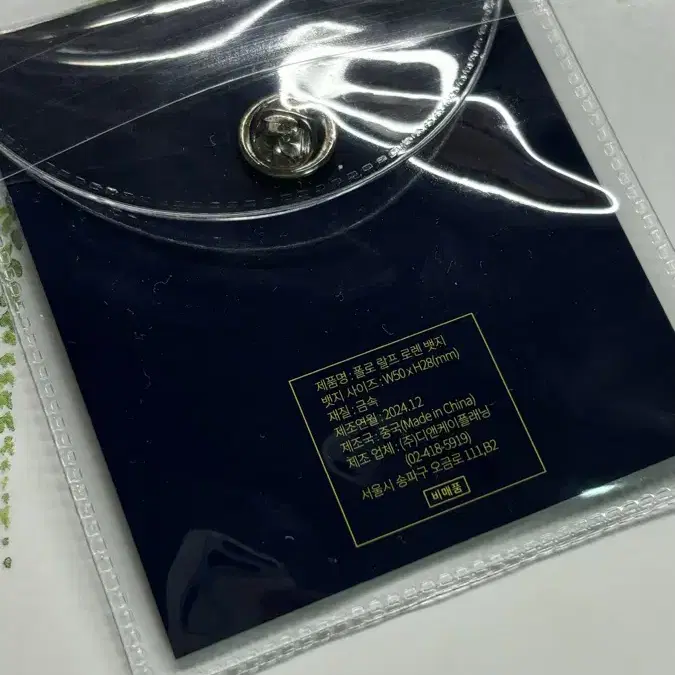 제품명 : 폴로 랄프 로렌 뱃지
뱃지 사이즈 : W50 x H28(mm)
재질 : 금속
제조연월 : 2024.12
제조국 : 중국(Made in China)
제조 업체 : (주)디앤케이플래닝
(02-418-5919)
서울시 송파구 오금로 111,B2
비매품